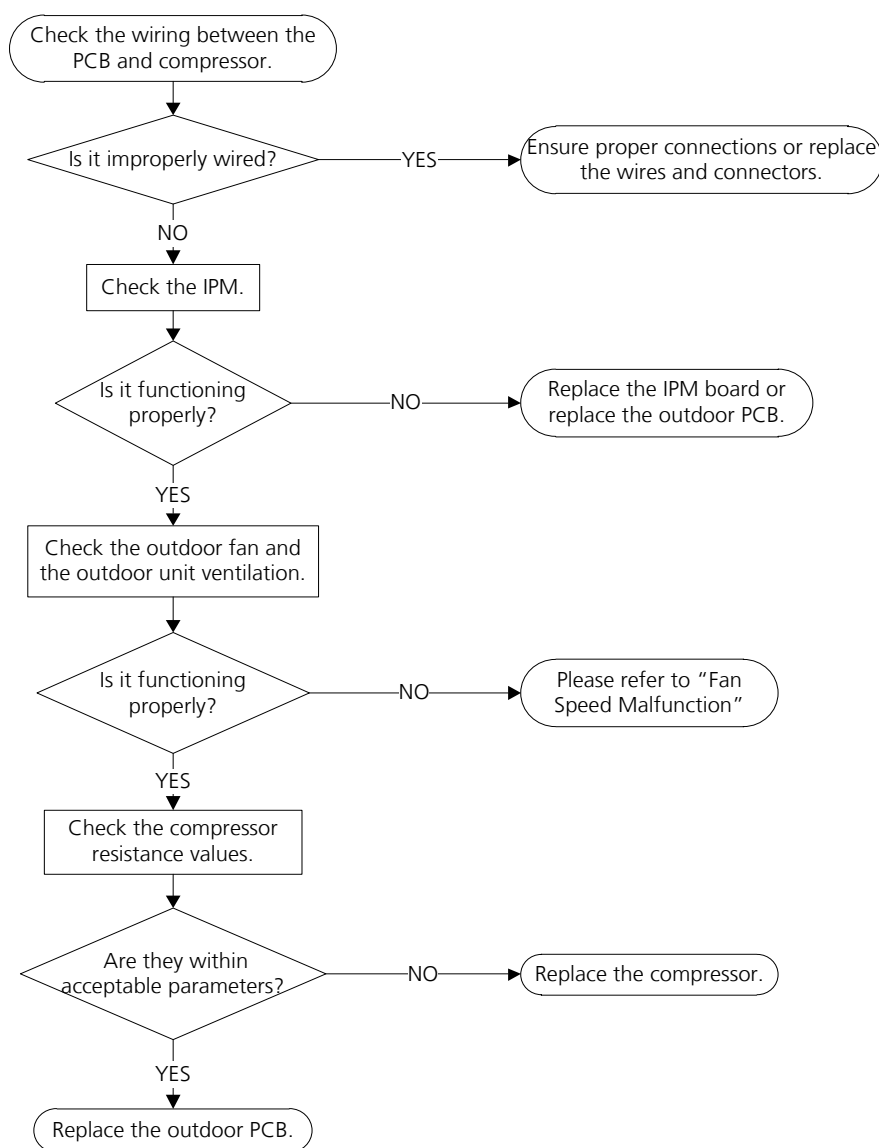 Check the wiring between the
PCB and compressor.
Is it improperly wired?
YES
Ensure proper connections or replace
the wires and connectors.
NO
Check the IPM.
Is it functioning
properly?
NO
Replace the IPM board or
replace the outdoor PCB.
YES
Check the outdoor fan and
the outdoor unit ventilation.
Is it functioning
properly?
NO
Please refer to "Fan
Speed Malfunction"
YES
Check the compressor
resistance values.
Are they within
acceptable parameters?
NO
Replace the compressor.
YES
Replace the outdoor PCB.